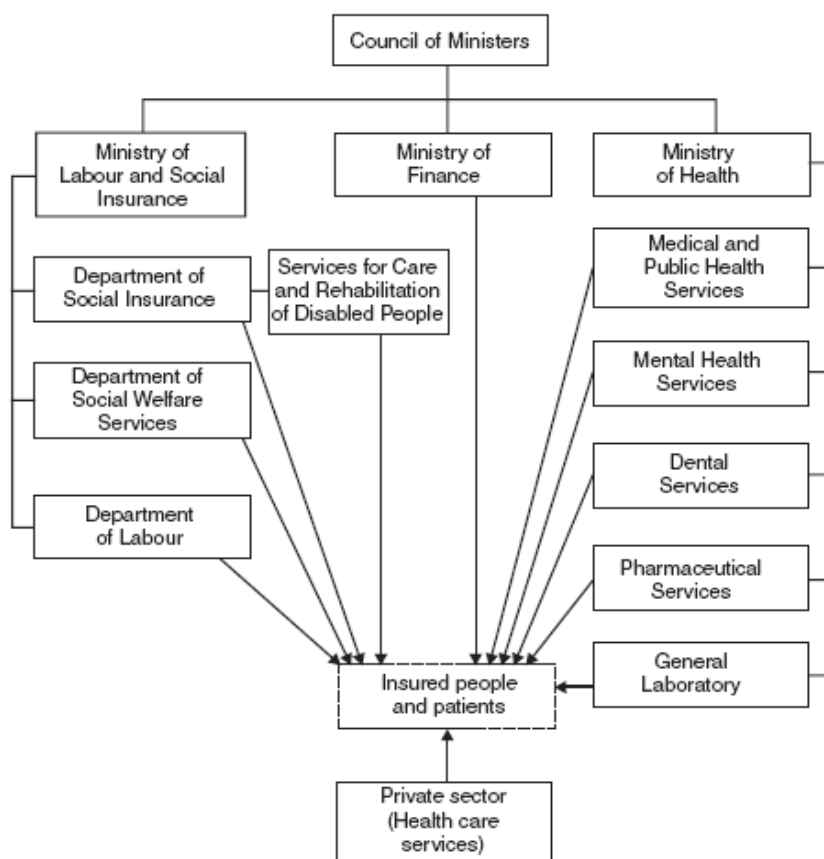 Council of Ministers
Ministry of
Labour and Social
Insurance
Ministry of
Finance
Ministry
of Health
Department of
Social Insurance
Services for Care
and Rehabilitation
of Disabled People
Medical and
Public Health
Services
Department of
Social Welfare
Services
Mental Health
Services
Department
of Labour
Dental
Services
Pharmaceutical
Services
Insured people
and patients
General
Laboratory
Private sector
(Health care
services)